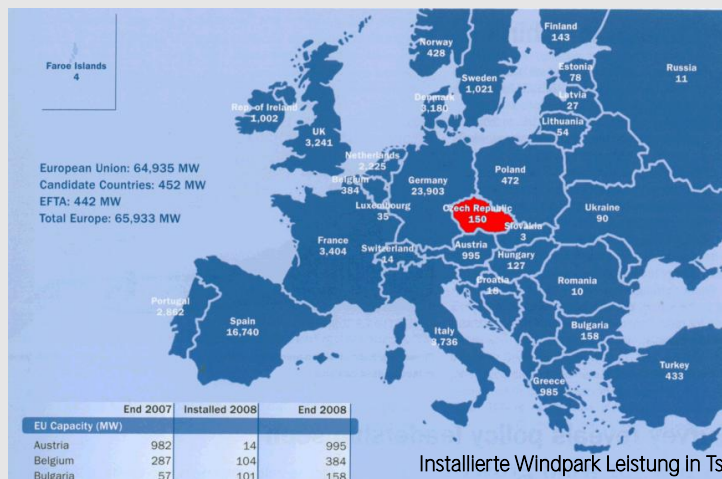 Finland
143
Norway
428
Faroe Islands
4
Estonia
78
Russia
11
Sweden
1,021
Latvia
27
Denmark
3,180
Rep. of Ireland
1,002
Lithuania
54
UK
3,241
Netherlands
2,225
European Union: 64,935 MW
Candidate Countries: 452 MW
EFTA: 442 MW
Total Europe: 65,933 MW
Poland
472
Germany
23,903
Belgium
384
Luxembourg
35
Czech Republic
150
Ukraine
90
Slovakia
3
France
3,404
Switzerland
14
Austria
995
Hungary
127
Croatia
18
Romania
10
Portugal
2,862
Spain
16,740
Italy
3,736
Bulgaria
158
Turkey
433
Greece
985
End 2007 Installed 2008 End 2008
EU Capacity (MW)
Austria 982 14 995
Belgium 287 104 384
Bulgaria 57 101 158
Installierte Windpark Leistung in Ts